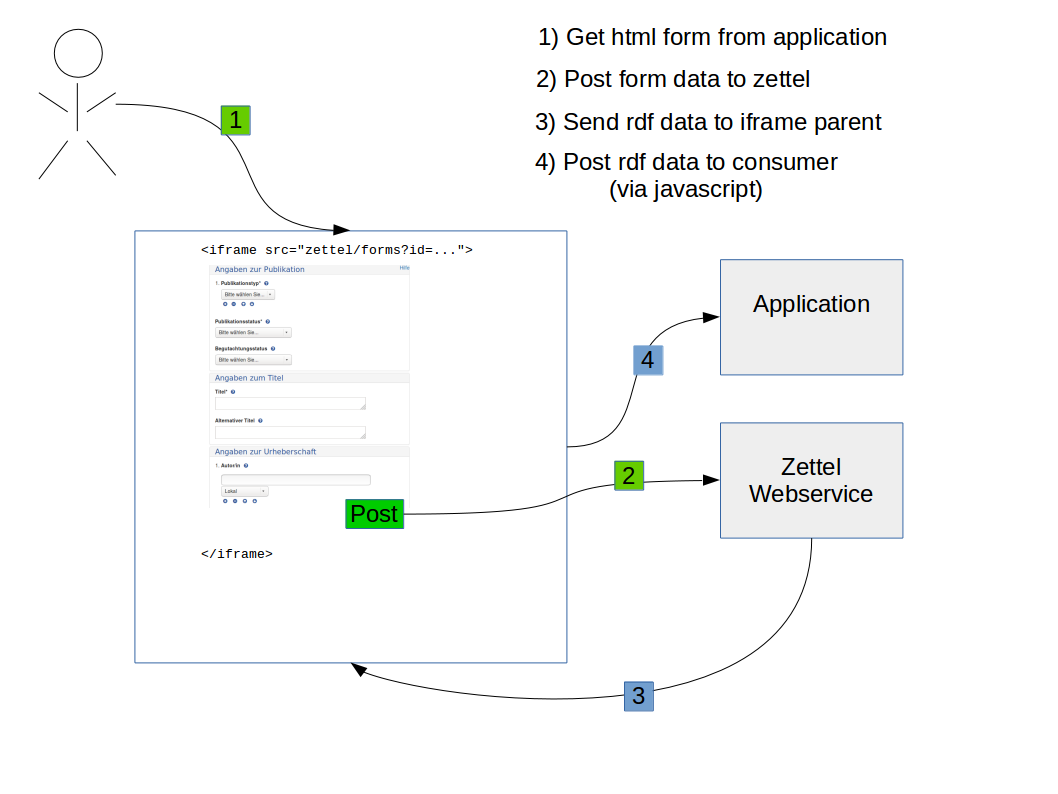 1) Get html form from application
2) Post form data to zettel
3) Send rdf data to iframe parent
4) Post rdf data to consumer
(via javascript)
1
<iframe src="zettel/forms?id=...">
Angaben zur Publikation
Hilfe
1. Publikationstyp*
Bitte wählen Sie...
Publikationsstatus*
Bitte wählen Sie...
Begutachtungsstatus
Bitte wählen Sie...
Angaben zum Titel
Titel*
Alternativer Titel
Angaben zur Urheberschaft
1. Autor/in
Lokal
Post
</iframe>
4
Application
2
Zettel
Webservice
3